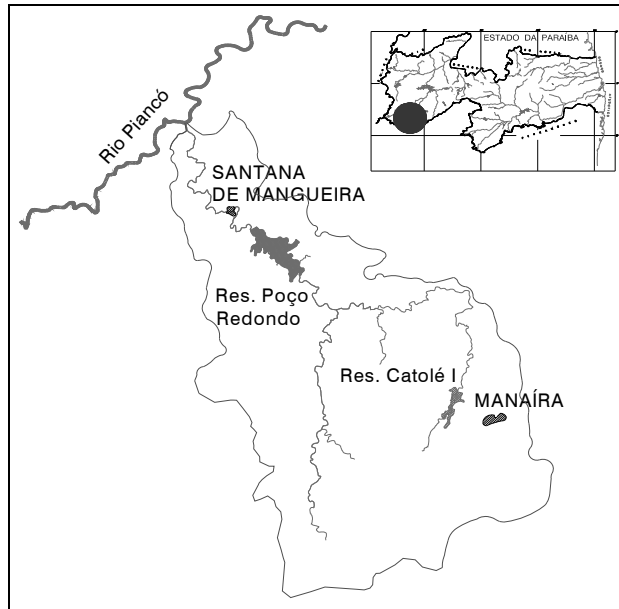 ESTADO DA PARAÍBA
Rio Piancó
SANTANA
DE MANGUEIRA
Res. Poço
Redondo
Res. Catolé I
MANAÍRA